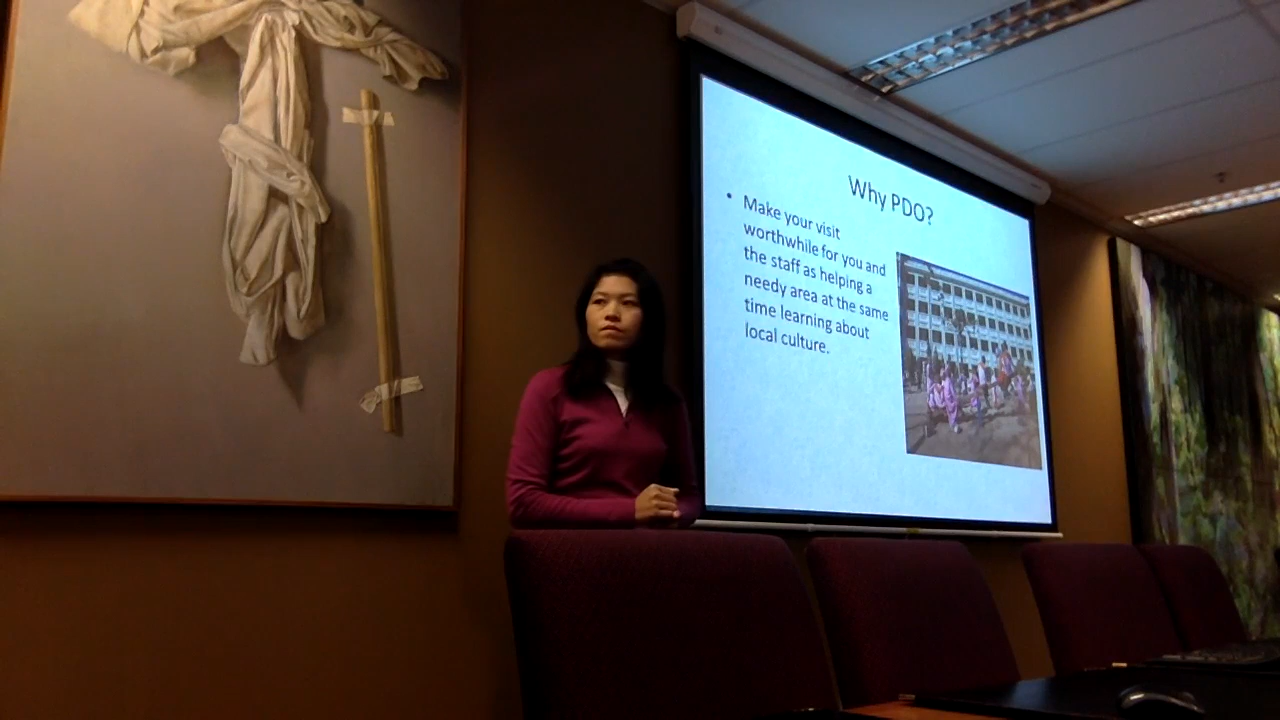 Why PDO?
• Make your visit
worthwhile for you and
the staff as helping a
needy area at the same
time learning about
local culture.